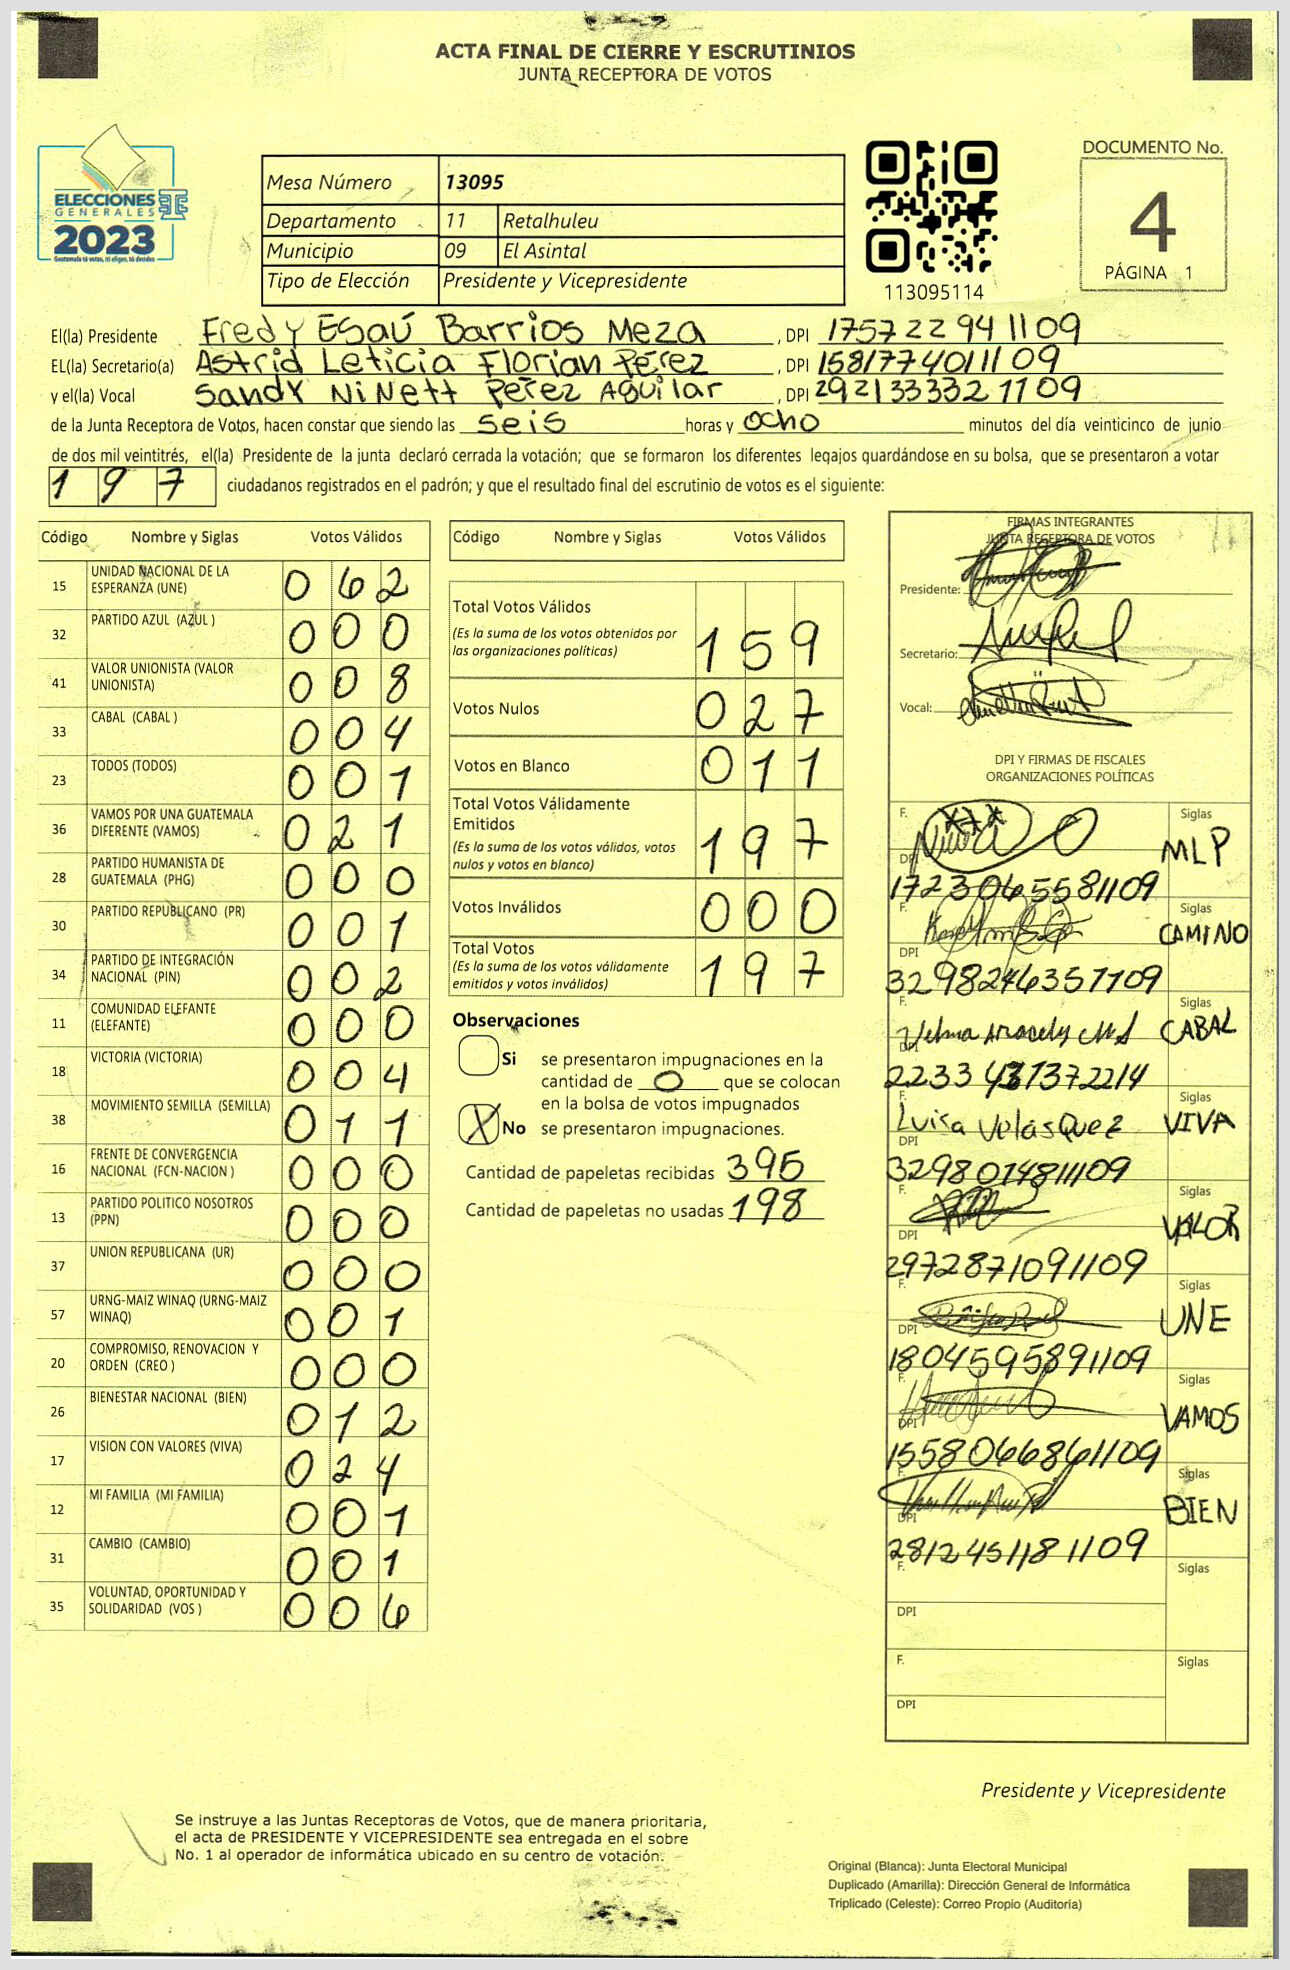 ACTA FINAL DE CIERRE Y ESCRUTINIOS
JUNTA RECEPTORA DE VOTOS
ELECCIONES
GENERALES
2023
Guatemala tú votas, tú eliges, tú decides
Mesa Número 13095
Departamento 11 Retalhuleu
Municipio 09 El Asintal
Tipo de Elección Presidente y Vicepresidente
113095114
DOCUMENTO No.
4
PÁGINA 1
El(la) Presidente Fredy Esaú Barrios Meza, DPI 1757 22 94 1109
EL(la) Secretario(a) Astrid Leticia Florian Pérez, DPI 1581774011109
y el(la) Vocal Sandy Ninett Perez Aguilar, DPI 2921333321109
de la Junta Receptora de Votos, hacen constar que siendo las seis horas y ocho minutos del día veinticinco de junio
de dos mil veintitrés, el(la) Presidente de la junta declaró cerrada la votación; que se formaron los diferentes legajos guardándose en su bolsa, que se presentaron a votar
197 ciudadanos registrados en el padrón; y que el resultado final del escrutinio de votos es el siguiente:
Código Nombre y Siglas Votos Válidos
15 UNIDAD NACIONAL DE LA ESPERANZA (UNE) 062
32 PARTIDO AZUL (AZUL ) 000
41 VALOR UNIONISTA (VALOR UNIONISTA) 008
33 CABAL (CABAL ) 004
23 TODOS (TODOS) 001
36 VAMOS POR UNA GUATEMALA DIFERENTE (VAMOS) 021
28 PARTIDO HUMANISTA DE GUATEMALA (PHG) 000
30 PARTIDO REPUBLICANO (PR) 001
34 PARTIDO DE INTEGRACIÓN NACIONAL (PIN) 002
11 COMUNIDAD ELEFANTE (ELEFANTE) 000
18 VICTORIA (VICTORIA) 004
38 MOVIMIENTO SEMILLA (SEMILLA) 011
16 FRENTE DE CONVERGENCIA NACIONAL (FCN-NACION ) 000
13 PARTIDO POLITICO NOSOTROS (PPN) 000
37 UNION REPUBLICANA (UR) 000
57 URNG-MAIZ WINAQ (URNG-MAIZ WINAQ) 001
20 COMPROMISO, RENOVACION Y ORDEN (CREO ) 000
26 BIENESTAR NACIONAL (BIEN) 012
17 VISION CON VALORES (VIVA) 024
12 MI FAMILIA (MI FAMILIA) 001
31 CAMBIO (CAMBIO) 001
35 VOLUNTAD, OPORTUNIDAD Y SOLIDARIDAD (VOS ) 006
Código Nombre y Siglas Votos Válidos
Total Votos Válidos
(Es la suma de los votos obtenidos por
las organizaciones políticas) 159
Votos Nulos 027
Votos en Blanco 011
Total Votos Válidamente
Emitidos
(Es la suma de los votos válidos, votos
nulos y votos en blanco) 197
Votos Inválidos 000
Total Votos
(Es la suma de los votos válidamente
emitidos y votos inválidos) 197
Observaciones
Si se presentaron impugnaciones en la
cantidad de 0 que se colocan
en la bolsa de votos impugnados
X No se presentaron impugnaciones.
Cantidad de papeletas recibidas 395
Cantidad de papeletas no usadas 198
FIRMAS INTEGRANTES
JUNTA RECEPTORA DE VOTOS
Presidente:
Secretario:
Vocal:
DPI Y FIRMAS DE FISCALES
ORGANIZACIONES POLÍTICAS
F. Siglas MLP
DPI 1723065581109
F. Siglas CAMINO
DPI 3298246351109
F. Velma Aracely Siglas CABAL
DPI
F. Luisa Velásquez Siglas VIVA
DPI 3298014811109
F. Siglas VALOR
DPI 2972871091109
F. Siglas UNE
DPI 1804595891109
F. Siglas VAMOS
DPI 1558066861109
F. Siglas BIEN
DPI 2812451181109
F. Siglas
DPI
F. Siglas
DPI
Presidente y Vicepresidente
Se instruye a las Juntas Receptoras de Votos, que de manera prioritaria,
el acta de PRESIDENTE Y VICEPRESIDENTE sea entregada en el sobre
No. 1 al operador de informática ubicado en su centro de votación.
Original (Blanca): Junta Electoral Municipal
Duplicado (Amarilla): Dirección General de Informática
Triplicado (Celeste): Correo Propio (Auditoría)